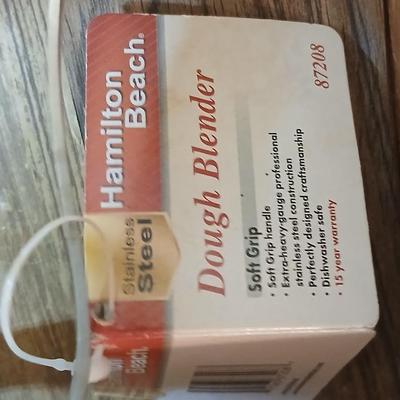 Hamilton
Beach®
Stainless
Steel
Dough Blender
Soft Grip
• Soft Grip handle
• Extra-heavy-gauge professional
stainless steel construction
• Perfectly designed craftsmanship
• Dishwasher safe
• 15 year warranty
87208
Beach.